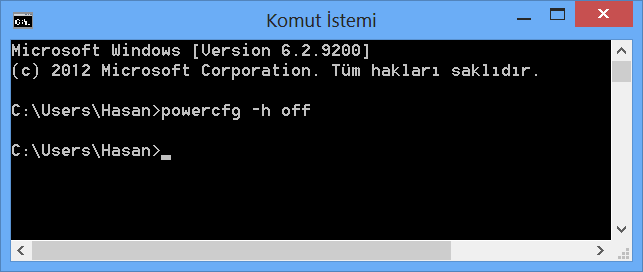 Komut İstemi
Microsoft Windows [Version 6.2.9200]
(c) 2012 Microsoft Corporation. Tüm hakları saklıdır.
C:\Users\Hasan>powercfg -h off
C:\Users\Hasan>_